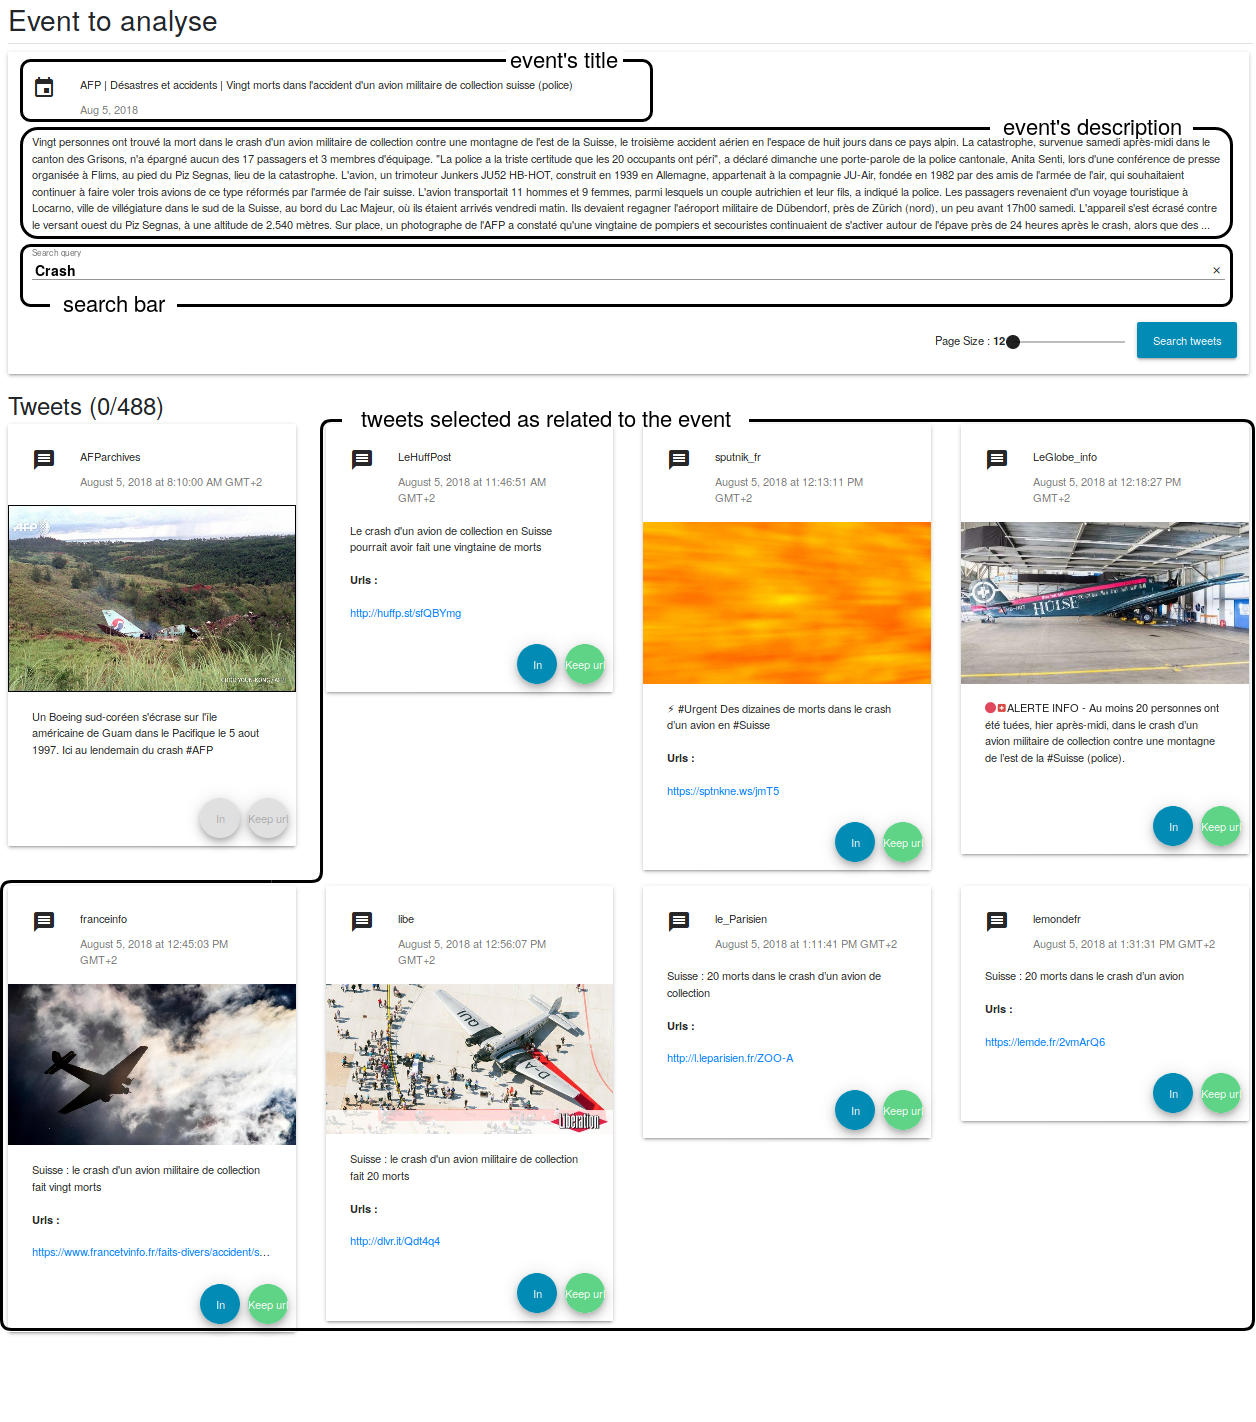 Event to analyse
event's title
AFP | Désastres et accidents | Vingt morts dans l'accident d'un avion militaire de collection suisse (police)
Aug 5, 2018
event's description
Vingt personnes ont trouvé la mort dans le crash d'un avion militaire de collection contre une montagne de l'est de la Suisse, le troisième accident aérien en l'espace de huit jours dans ce pays alpin. La catastrophe, survenue samedi après-midi dans le
canton des Grisons, n'a épargné aucun des 17 passagers et 3 membres d'équipage. "La police a la triste certitude que les 20 occupants ont péri", a déclaré dimanche une porte-parole de la police cantonale, Anita Senti, lors d'une conférence de presse
organisée à Flims, au pied du Piz Segnas, lieu de la catastrophe. L'avion, un trimoteur Junkers JU52 HB-HOT, construit en 1939 en Allemagne, appartenait à la compagnie JU-Air, fondée en 1982 par des amis de l'armée de l'air, qui souhaitaient
continuer à faire voler trois avions de ce type réformés par l'armée de l'air suisse. L'avion transportait 11 hommes et 9 femmes, parmi lesquels un couple autrichien et leur fils, a indiqué la police. Les passagers revenaient d'un voyage touristique à
Locarno, ville de villégiature dans le sud de la Suisse, au bord du Lac Majeur, où ils étaient arrivés vendredi matin. Ils devaient regagner l'aéroport militaire de Dübendorf, près de Zürich (nord), un peu avant 17h00 samedi. L'appareil s'est écrasé contre
le versant ouest du Piz Segnas, à une altitude de 2.540 mètres. Sur place, un photographe de l'AFP a constaté qu'une vingtaine de pompiers et secouristes continuaient de s'activer autour de l'épave près de 24 heures après le crash, alors que des ...
Search query
Crash ×
search bar
Page Size : 12 Search tweets
Tweets (0/488)
tweets selected as related to the event
AFParchives
August 5, 2018 at 8:10:00 AM GMT+2
AFP
Un Boeing sud-coréen s'écrase sur l'île
américaine de Guam dans le Pacifique le 5 aout
1997. Ici au lendemain du crash #AFP
In Keep url
LeHuffPost
August 5, 2018 at 11:46:51 AM
GMT+2
Le crash d'un avion de collection en Suisse
pourrait avoir fait une vingtaine de morts
Urls :
http://huffp.st/sfQBYmg
In Keep url
sputnik_fr
August 5, 2018 at 12:13:11 PM
GMT+2
⚡ #Urgent Des dizaines de morts dans le crash
d'un avion en #Suisse
Urls :
https://sptnkne.ws/jmT5
In Keep url
LeGlobe_info
August 5, 2018 at 12:18:27 PM
GMT+2
🔴🇨🇭ALERTE INFO - Au moins 20 personnes ont
été tuées, hier après-midi, dans le crash d'un
avion militaire de collection contre une montagne
de l'est de la #Suisse (police).
In Keep url
franceinfo
August 5, 2018 at 12:45:03 PM
GMT+2
Suisse : le crash d'un avion militaire de collection
fait vingt morts
Urls :
https://www.francetvinfo.fr/faits-divers/accident/s...
In Keep url
libe
August 5, 2018 at 12:56:07 PM
GMT+2
D-A
Libération
Suisse : le crash d'un avion militaire de collection
fait 20 morts
Urls :
http://dlvr.it/Qdt4q4
In Keep url
le_Parisien
August 5, 2018 at 1:11:41 PM GMT+2
Suisse : 20 morts dans le crash d'un avion de
collection
Urls :
http://l.leparisien.fr/ZOO-A
In Keep url
lemondefr
August 5, 2018 at 1:31:31 PM GMT+2
Suisse : 20 morts dans le crash d'un avion
Urls :
https://lemde.fr/2vmArQ6
In Keep url